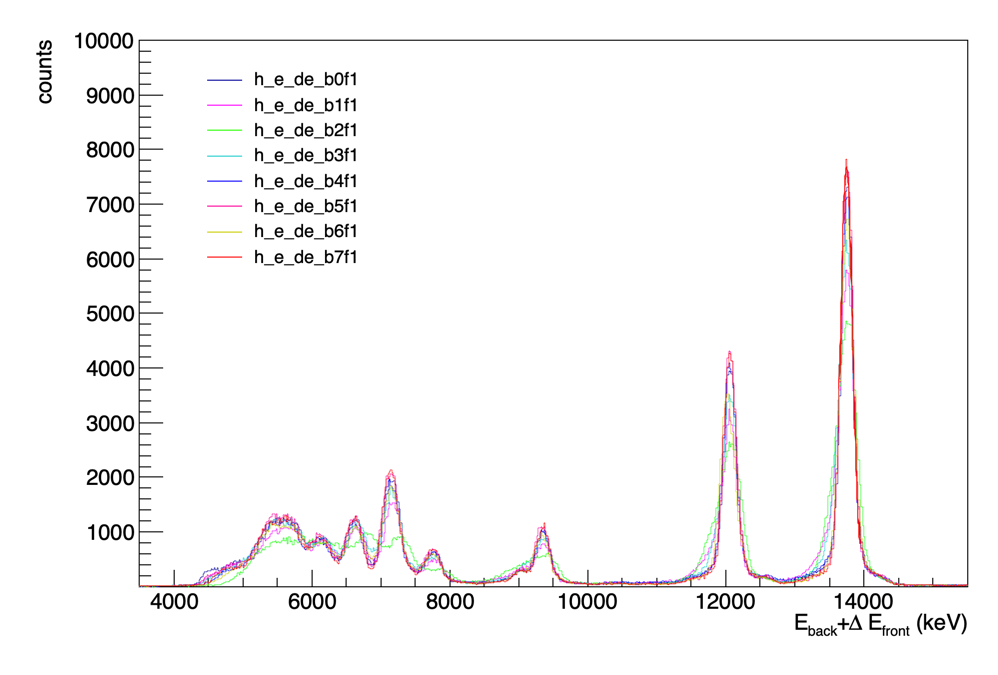 counts
10000
9000
8000
7000
6000
5000
4000
3000
2000
1000
h_e_de_b0f1
h_e_de_b1f1
h_e_de_b2f1
h_e_de_b3f1
h_e_de_b4f1
h_e_de_b5f1
h_e_de_b6f1
h_e_de_b7f1
4000 6000 8000 10000 12000 14000
E_back+Δ E_front (keV)